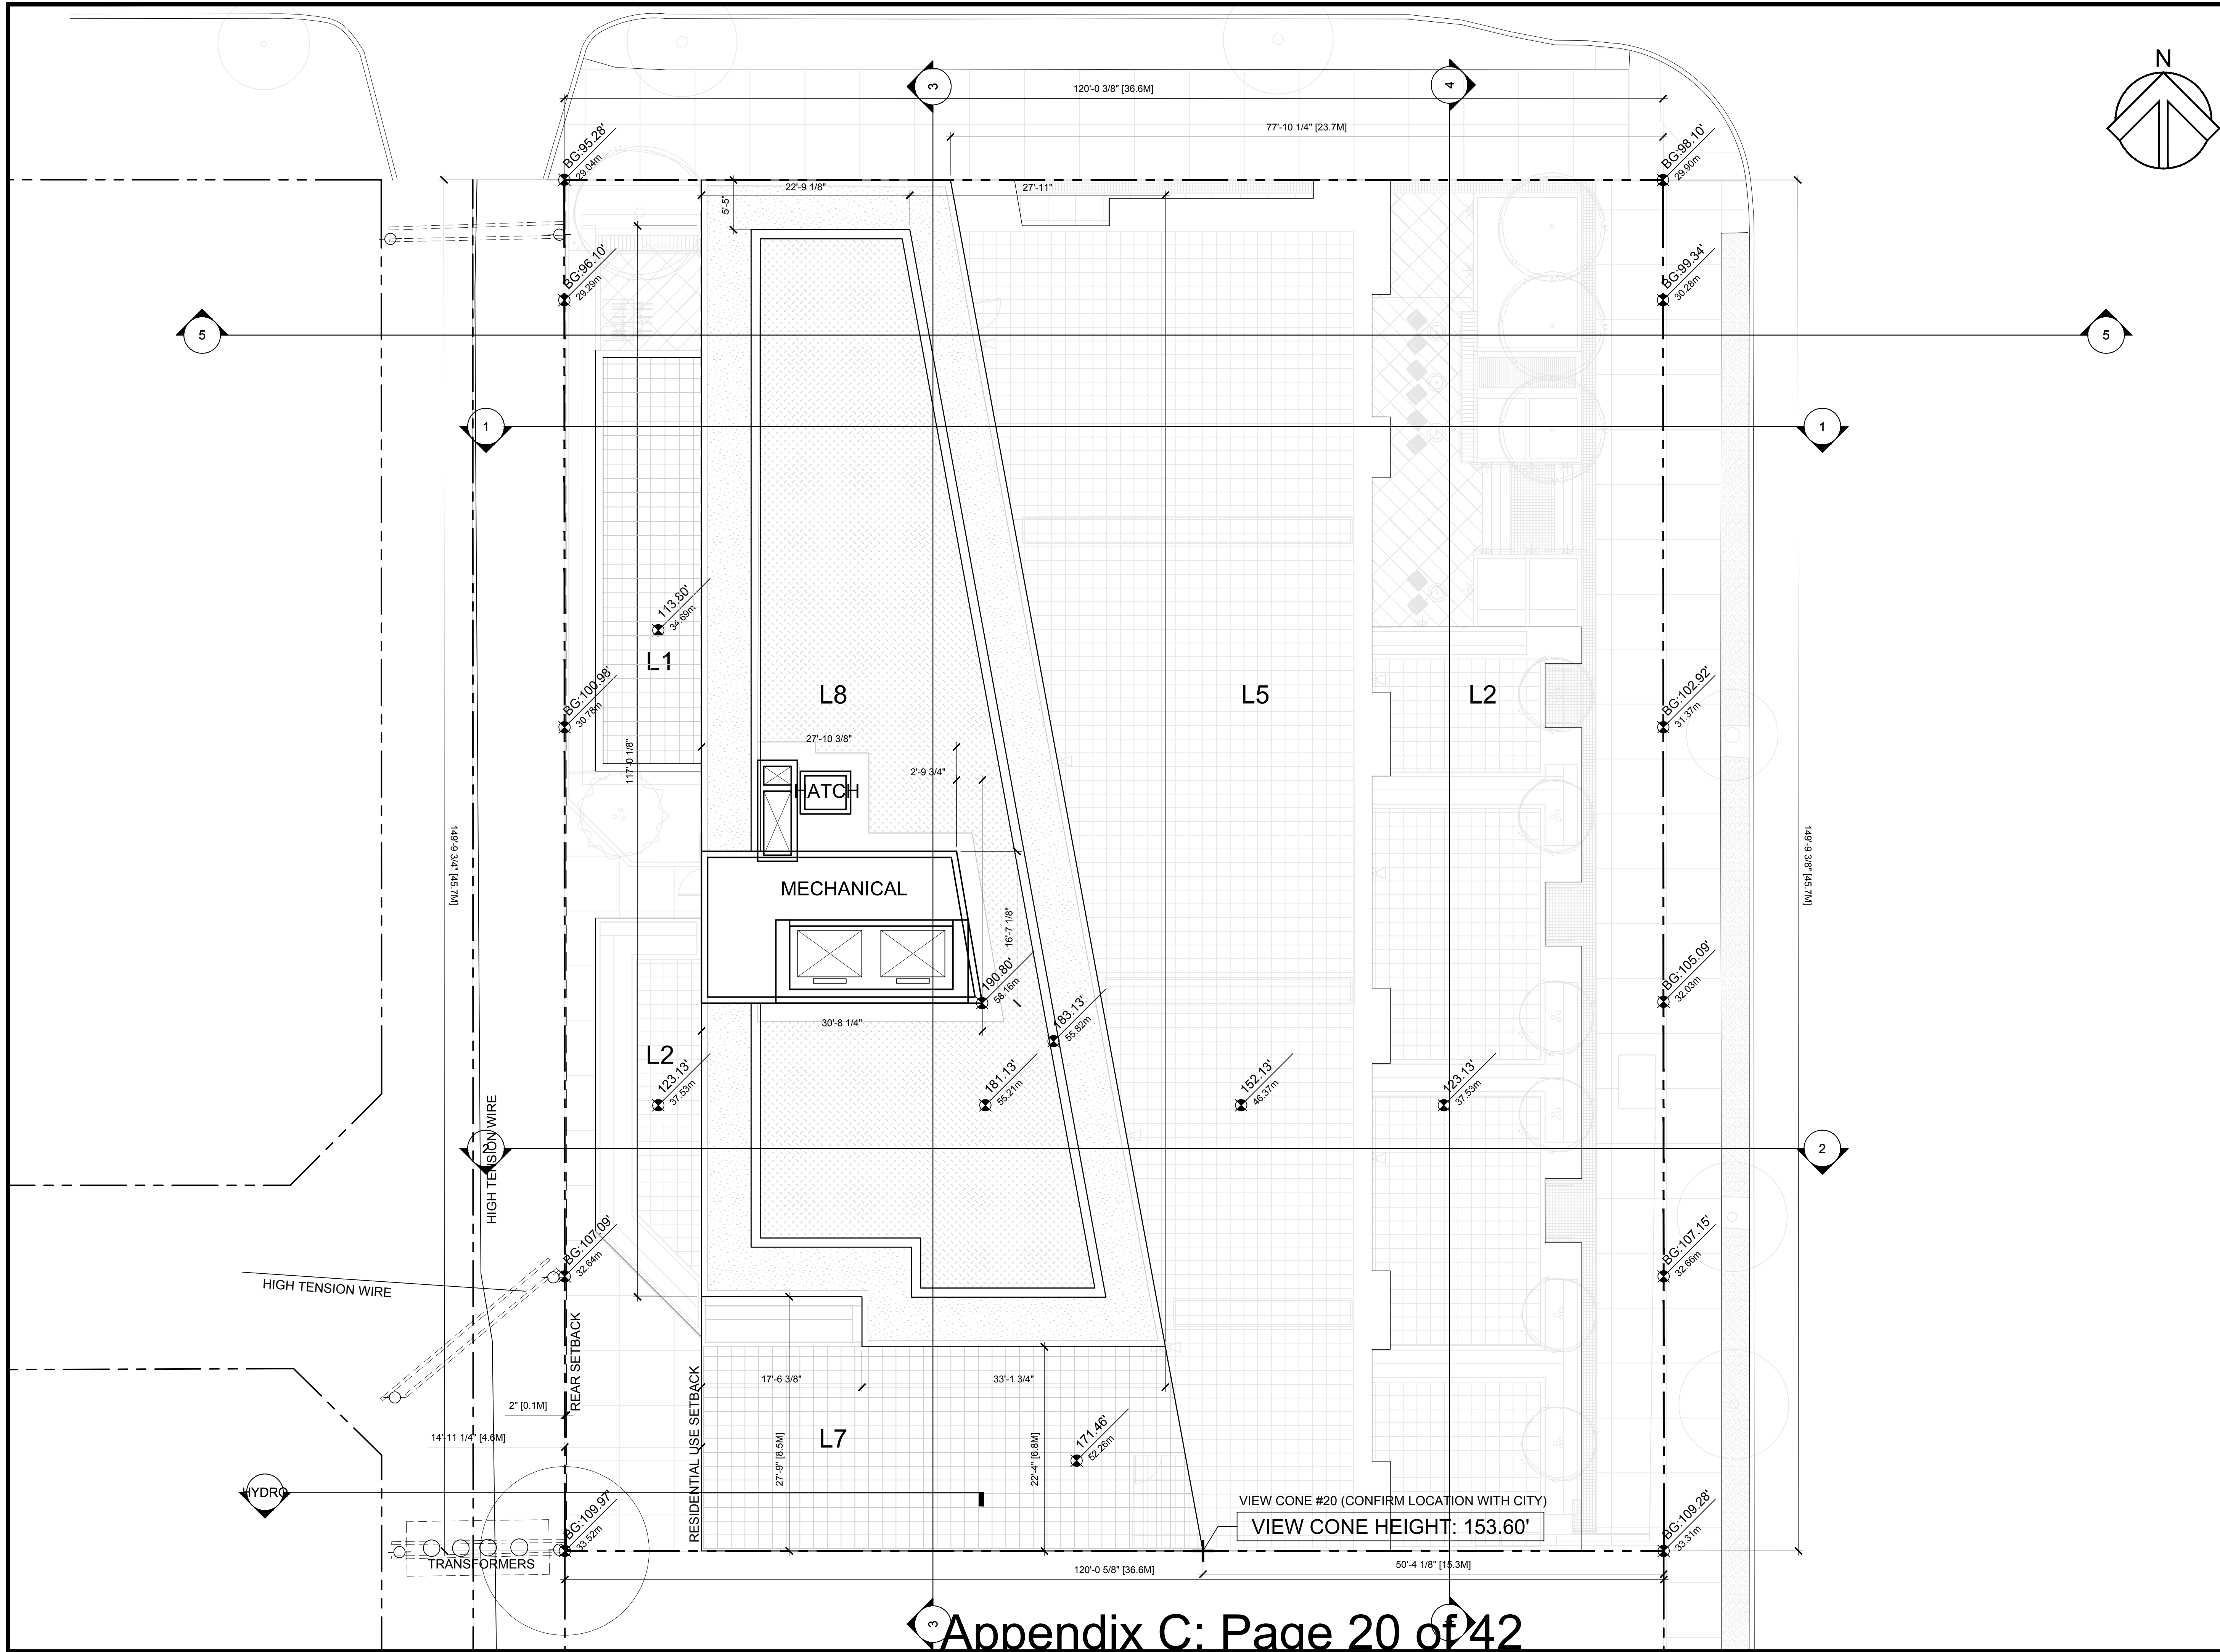 N
3
4
120'-0 3/8" [36.6M]
77'-10 1/4" [23.7M]
BG:95.28'
29.04m
BG:98.10'
29.90m
22'-9 1/8"
27'-11"
5'-5"
BG:96.10'
29.29m
BG:99.34'
30.28m
5
5
1
1
113.80'
34.69m
L1
L8
L5
L2
BG:100.98'
30.78m
BG:102.92'
31.37m
117'-0 1/8"
27'-10 3/8"
2'-9 3/4"
HATCH
149'-9 3/4" [45.7M]
149'-9 3/8" [45.7M]
MECHANICAL
16'-7 1/8"
190.80'
58.16m
BG:105.09'
32.03m
183.13'
55.82m
30'-8 1/4"
L2
123.13'
37.53m
181.13'
55.21m
152.13'
46.37m
123.13'
37.53m
HIGH TENSION WIRE
2
2
BG:107.09'
32.64m
BG:107.15'
32.66m
HIGH TENSION WIRE
REAR SETBACK
RESIDENTIAL USE SETBACK
17'-6 3/8"
33'-1 3/4"
2" [0.1M]
14'-11 1/4" [4.6M]
L7
27'-9" [8.5M]
22'-4" [6.8M]
171.46'
52.26m
HYDRO
VIEW CONE #20 (CONFIRM LOCATION WITH CITY)
VIEW CONE HEIGHT: 153.60'
BG:109.97'
33.52m
BG:109.28'
33.31m
TRANSFORMERS
120'-0 5/8" [36.6M]
50'-4 1/8" [15.3M]
3
4
Appendix C: Page 20 of 42